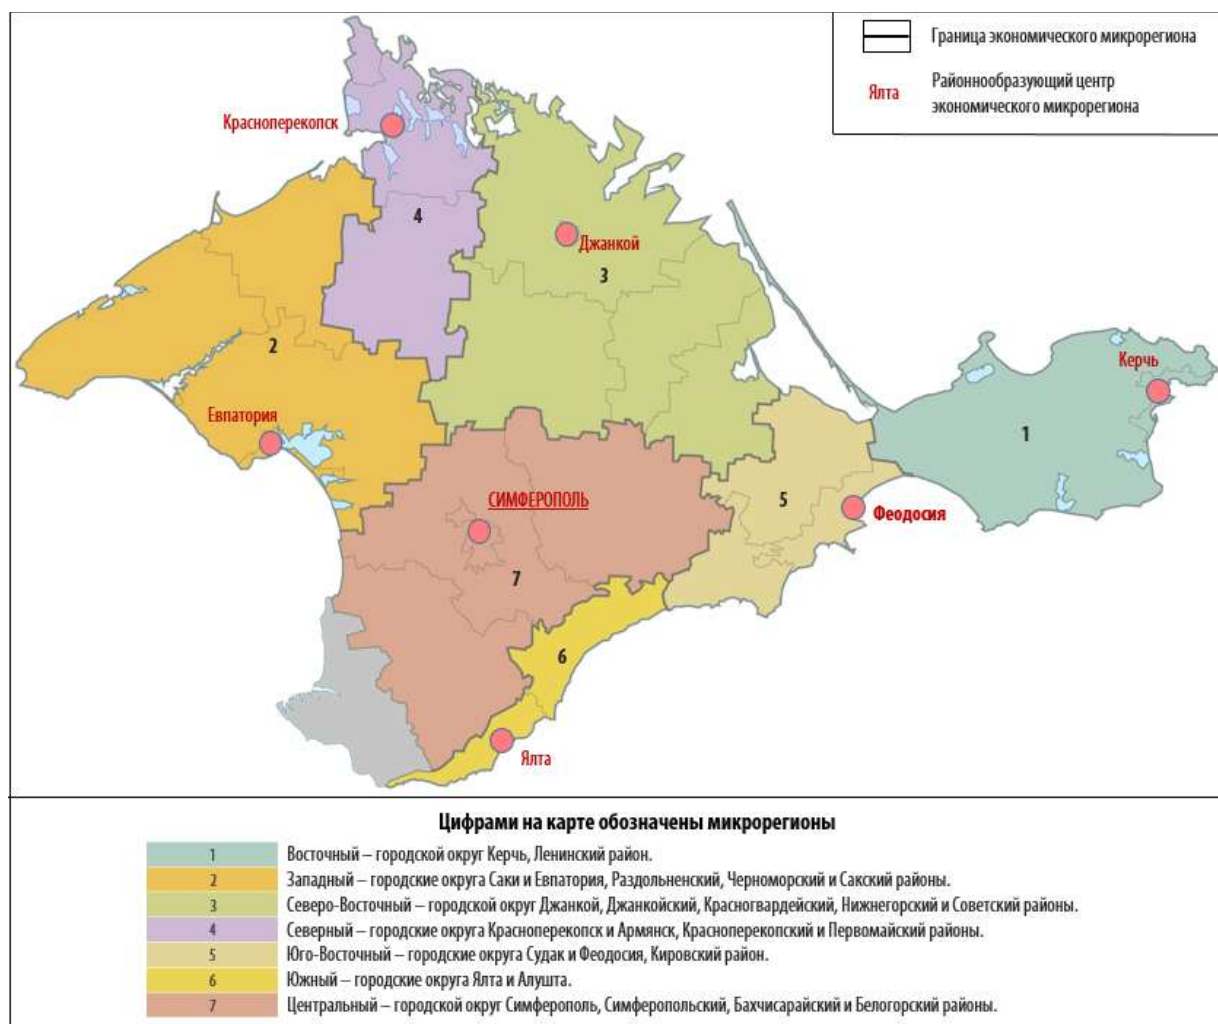 Граница экономического микрорегиона
Ялта
Районнообразующий центр
экономического микрорегиона
Красноперекопск
4
Джанкой
3
2
Керчь
Евпатория
1
СИМФЕРОПОЛЬ
5
Феодосия
7
6
Ялта
Цифрами на карте обозначены микрорегионы
1 Восточный – городской округ Керчь, Ленинский район.
2 Западный – городские округа Саки и Евпатория, Раздольненский, Черноморский и Сакский районы.
3 Северо-Восточный – городской округ Джанкой, Джанкойский, Красногвардейский, Нижнегорский и Советский районы.
4 Северный – городские округа Красноперекопск и Армянск, Красноперекопский и Первомайский районы.
5 Юго-Восточный – городские округа Судак и Феодосия, Кировский район.
6 Южный – городские округа Ялта и Алушта.
7 Центральный – городской округ Симферополь, Симферопольский, Бахчисарайский и Белогорский районы.